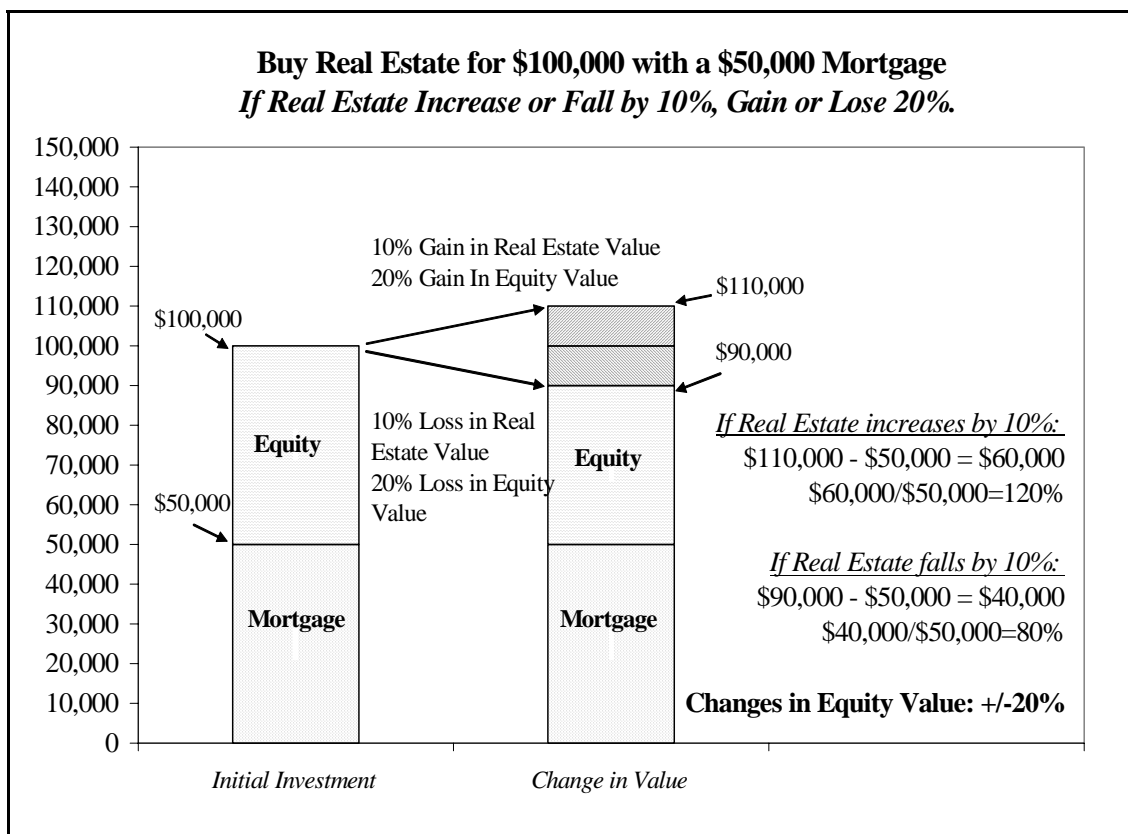 Buy Real Estate for $100,000 with a $50,000 Mortgage
If Real Estate Increase or Fall by 10%, Gain or Lose 20%.
150,000
140,000
130,000
120,000
110,000
100,000
90,000
80,000
70,000
60,000
50,000
40,000
30,000
20,000
10,000
0
$100,000
$50,000
Equity
Mortgage
10% Gain in Real Estate Value
20% Gain In Equity Value
10% Loss in Real
Estate Value
20% Loss in Equity
Value
$110,000
$90,000
Equity
Mortgage
If Real Estate increases by 10%:
$110,000 - $50,000 = $60,000
$60,000/$50,000=120%
If Real Estate falls by 10%:
$90,000 - $50,000 = $40,000
$40,000/$50,000=80%
Changes in Equity Value: +/-20%
Initial Investment
Change in Value